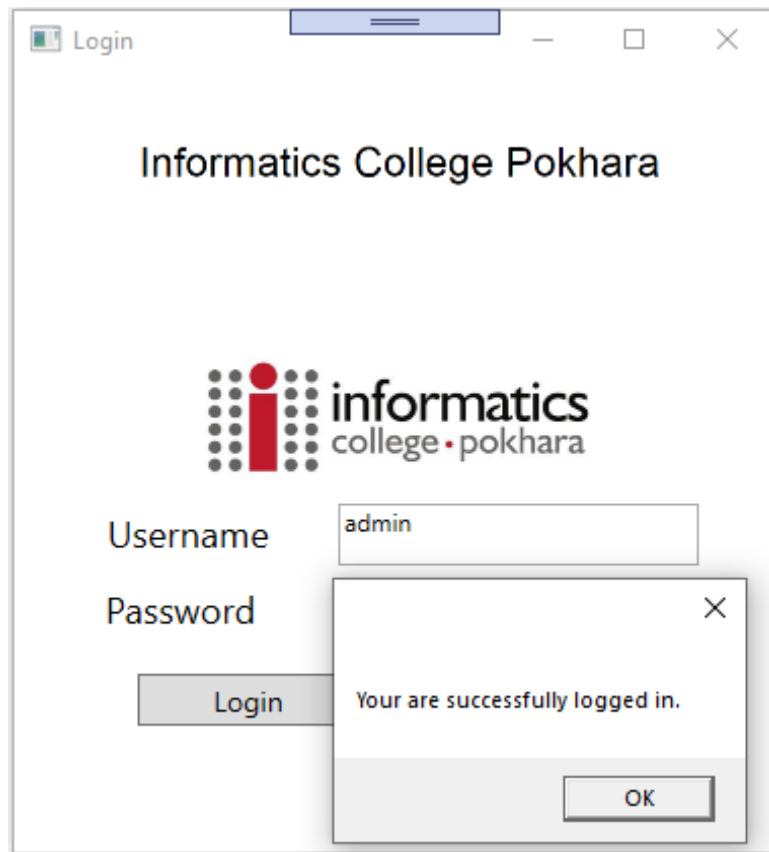 Login
Informatics College Pokhara
informatics
college • pokhara
Username
admin
Password
Your are successfully logged in.
Login
OK